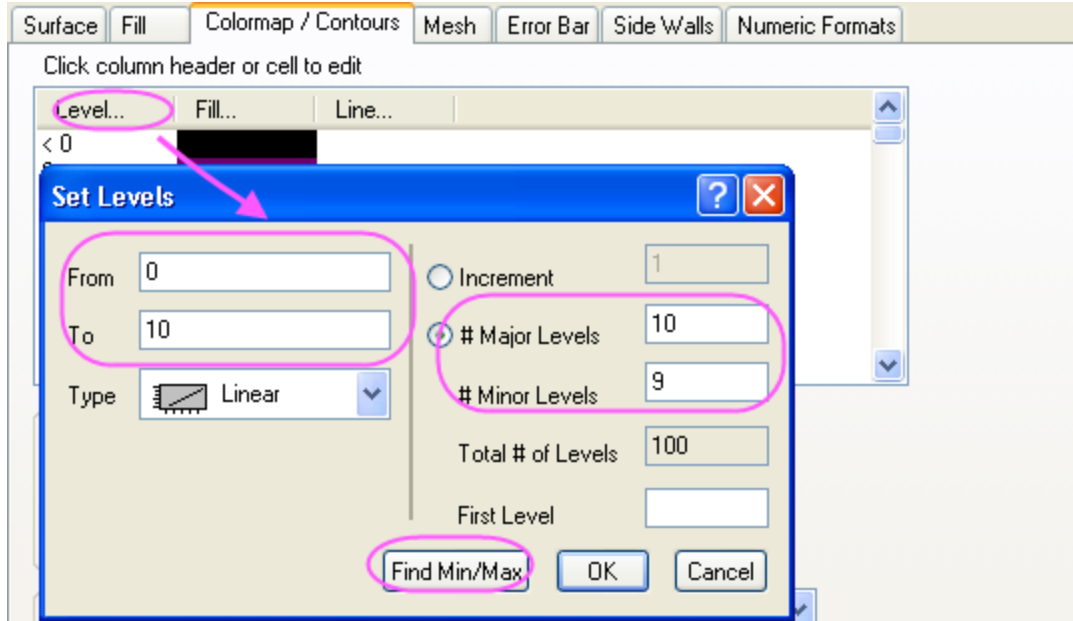 Surface Fill Colormap / Contours Mesh Error Bar Side Walls Numeric Formats
Click column header or cell to edit
Level... Fill... Line...
< 0
Set Levels ?
From 0
To 10
Type Linear
Increment 1
# Major Levels 10
# Minor Levels 9
Total # of Levels 100
First Level
Find Min/Max OK Cancel